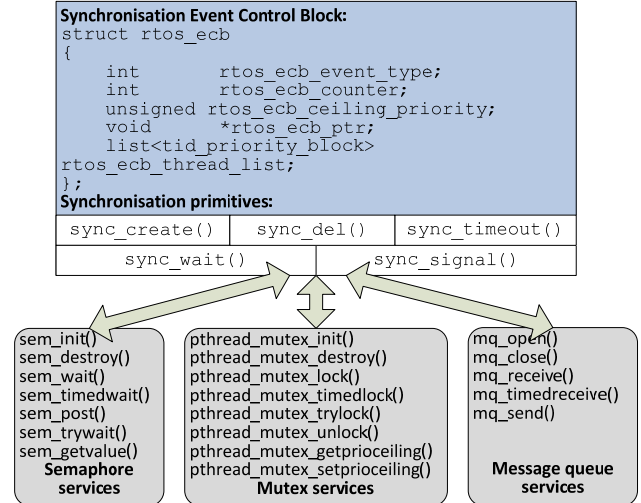 Synchronisation Event Control Block:
struct rtos_ecb
{
int rtos_ecb_event_type;
int rtos_ecb_counter;
unsigned rtos_ecb_ceiling_priority;
void *rtos_ecb_ptr;
list<tid_priority_block>
rtos_ecb_thread_list;
};
Synchronisation primitives:
sync_create() sync_del() sync_timeout()
sync_wait() sync_signal()
sem_init()
sem_destroy()
sem_wait()
sem_timedwait()
sem_post()
sem_trywait()
sem_getvalue()
Semaphore
services
pthread_mutex_init()
pthread_mutex_destroy()
pthread_mutex_lock()
pthread_mutex_timedlock()
pthread_mutex_trylock()
pthread_mutex_unlock()
pthread_mutex_getprioceiling()
pthread_mutex_setprioceiling()
Mutex services
mq_open()
mq_close()
mq_receive()
mq_timedreceive()
mq_send()
Message queue
services